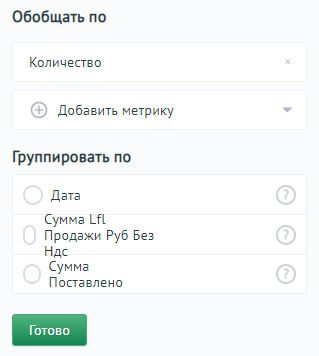 Обобщать по
Количество ×
Добавить метрику
Группировать по
Дата ?
Сумма Lfl
Продажи Руб Без ?
Ндс
Сумма
Поставлено ?
Готово